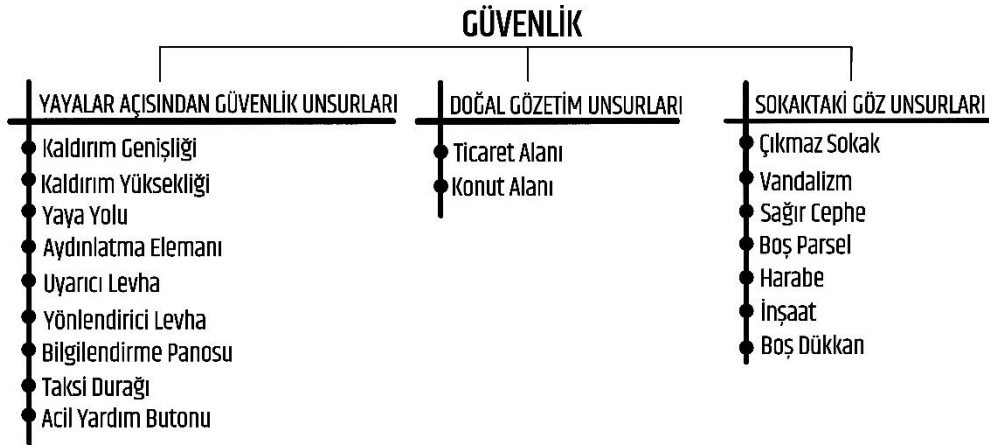 GÜVENLİK
YAYALAR AÇISINDAN GÜVENLİK UNSURLARI
Kaldırım Genişliği
Kaldırım Yüksekliği
Yaya Yolu
Aydınlatma Elemanı
Uyarıcı Levha
Yönlendirici Levha
Bilgilendirme Panosu
Taksi Durağı
Acil Yardım Butonu
DOĞAL GÖZETİM UNSURLARI
Ticaret Alanı
Konut Alanı
SOKAKTAKİ GÖZ UNSURLARI
Çıkmaz Sokak
Vandalizm
Sağır Cephe
Boş Parsel
Harabe
İnşaat
Boş Dükkan